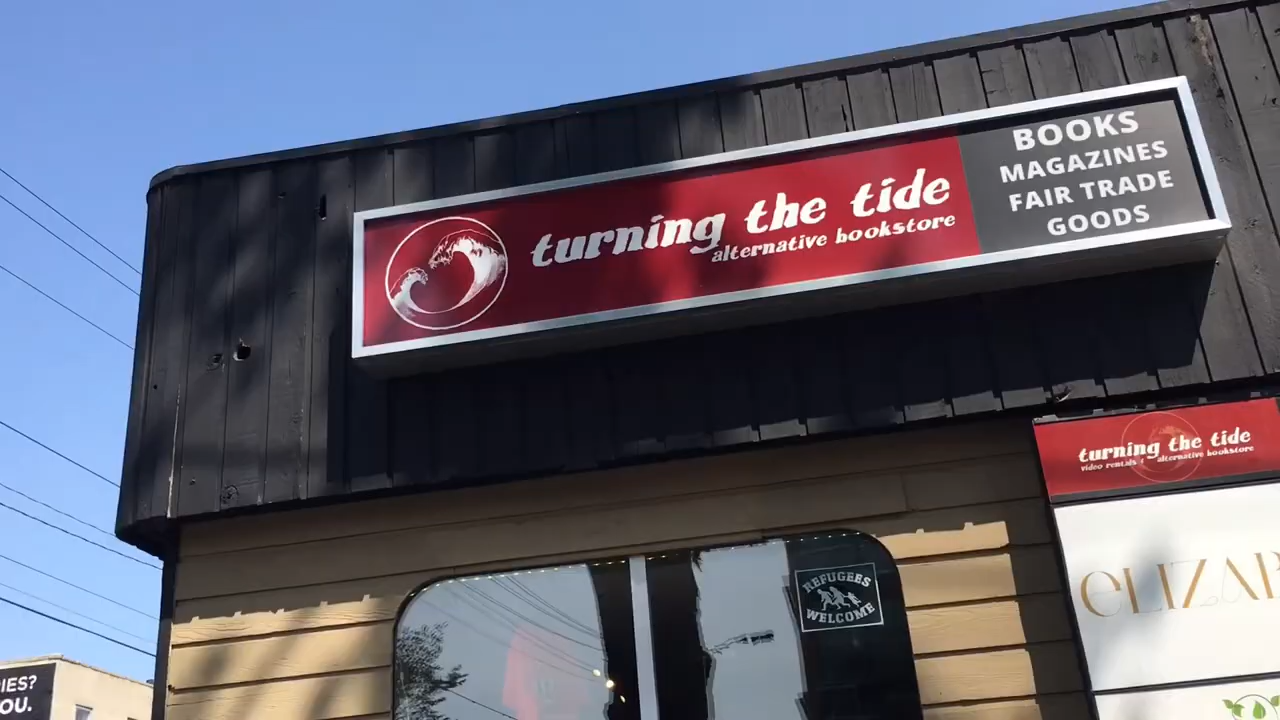 turning the tide
alternative bookstore
BOOKS
MAGAZINES
FAIR TRADE
GOODS
turning the tide
video rentals & alternative bookstore
REFUGEES
WELCOME
IES?
OU.